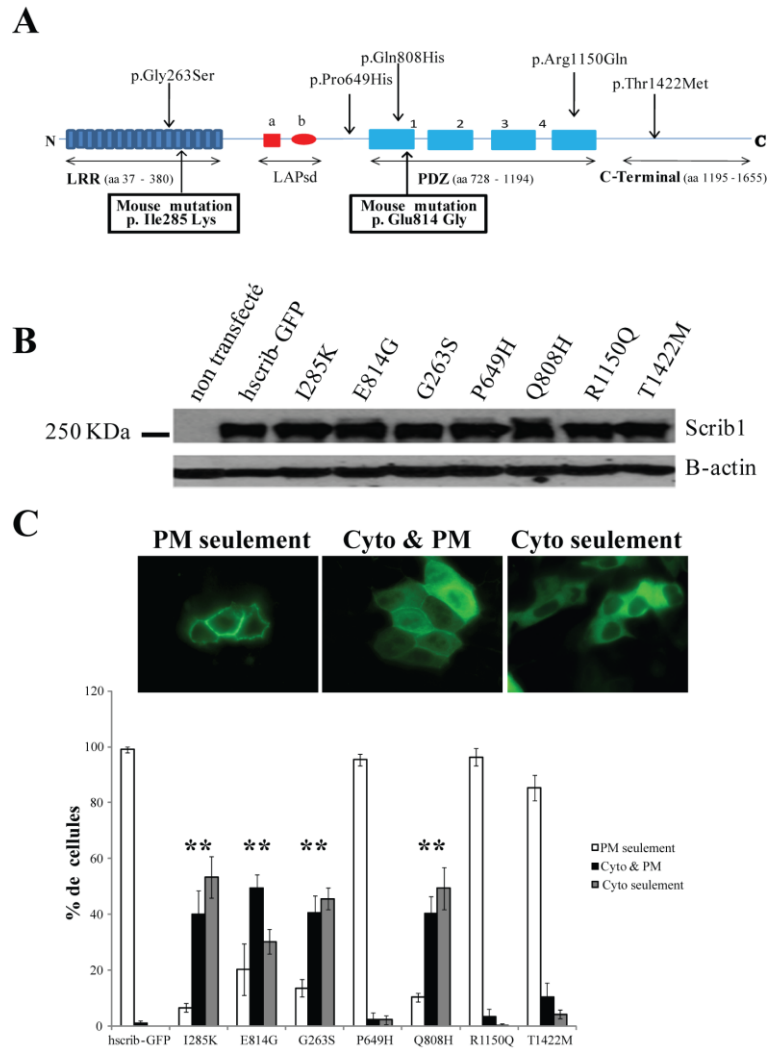 A
p.Gly263Ser
p.Pro649His
p.Gln808His
p.Arg1150Gln
p.Thr1422Met
N
a b
1 2 3 4
C
LRR (aa 37 - 380)
LAPsd
PDZ (aa 728 - 1194)
C-Terminal (aa 1195 -1655)
Mouse mutation
p. Ile285 Lys
Mouse mutation
p. Glu814 Gly
B
non transfecté
hscrib-GFP
I285K
E814G
G263S
P649H
Q808H
R1150Q
T1422M
250 KDa
Scrib1
B-actin
C
PM seulement Cyto & PM Cyto seulement
120
100
80
60
40
20
0
% de cellules
** ** ** **
PM seulement
Cyto & PM
Cyto seulement
hscrib-GFP I285K E814G G263S P649H Q808H R1150Q T1422M